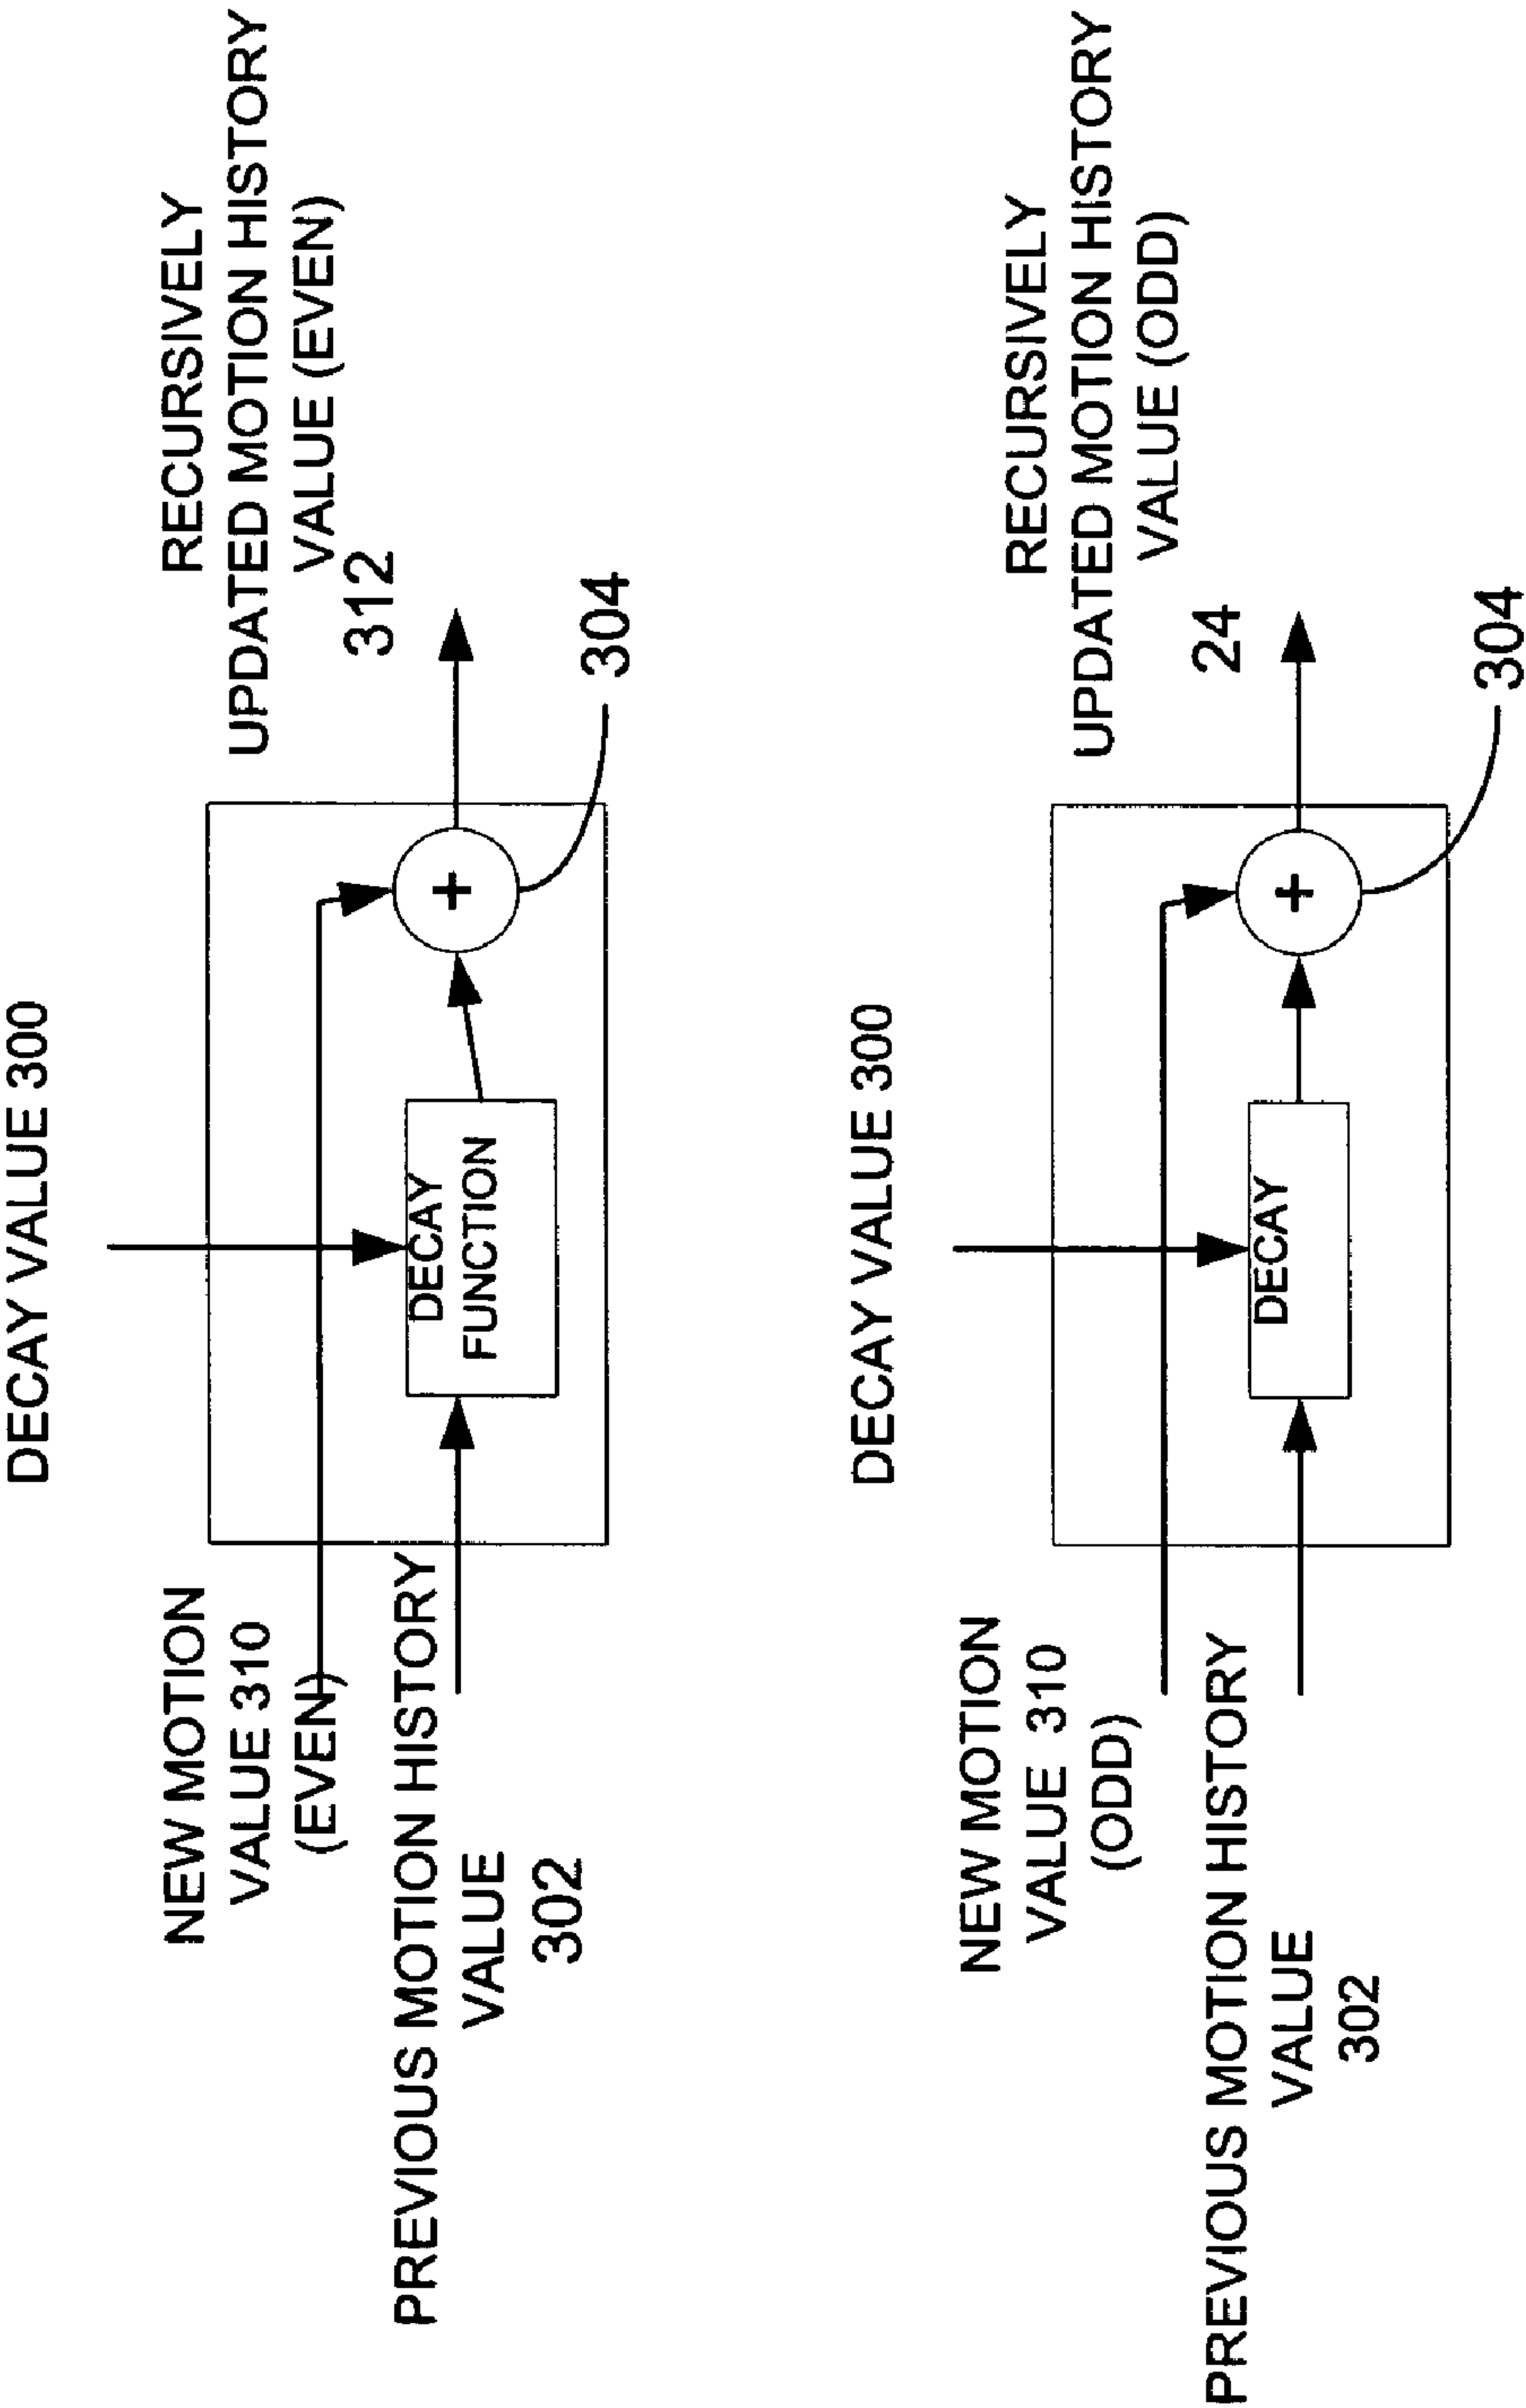 DECAY VALUE 300
NEW MOTION
VALUE 310
(EVEN)
PREVIOUS MOTION HISTORY
VALUE
302
DECAY
FUNCTION
+
RECURSIVELY
UPDATED MOTION HISTORY
VALUE (EVEN)
312
304
DECAY VALUE 300
NEW MOTION
VALUE 310
(ODD)
PREVIOUS MOTION HISTORY
VALUE
302
DECAY
+
RECURSIVELY
UPDATED MOTION HISTORY
VALUE (ODD)
24
304